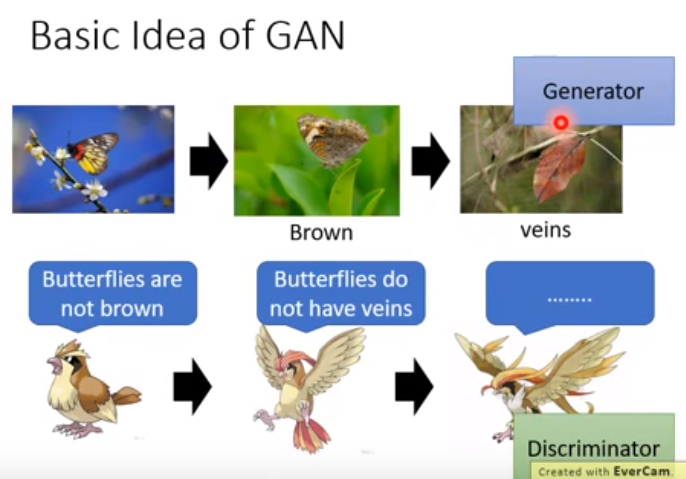 Basic Idea of GAN
Generator
Brown
veins
Butterflies are
not brown
Butterflies do
not have veins
........
Discriminator
Created with EverCam.